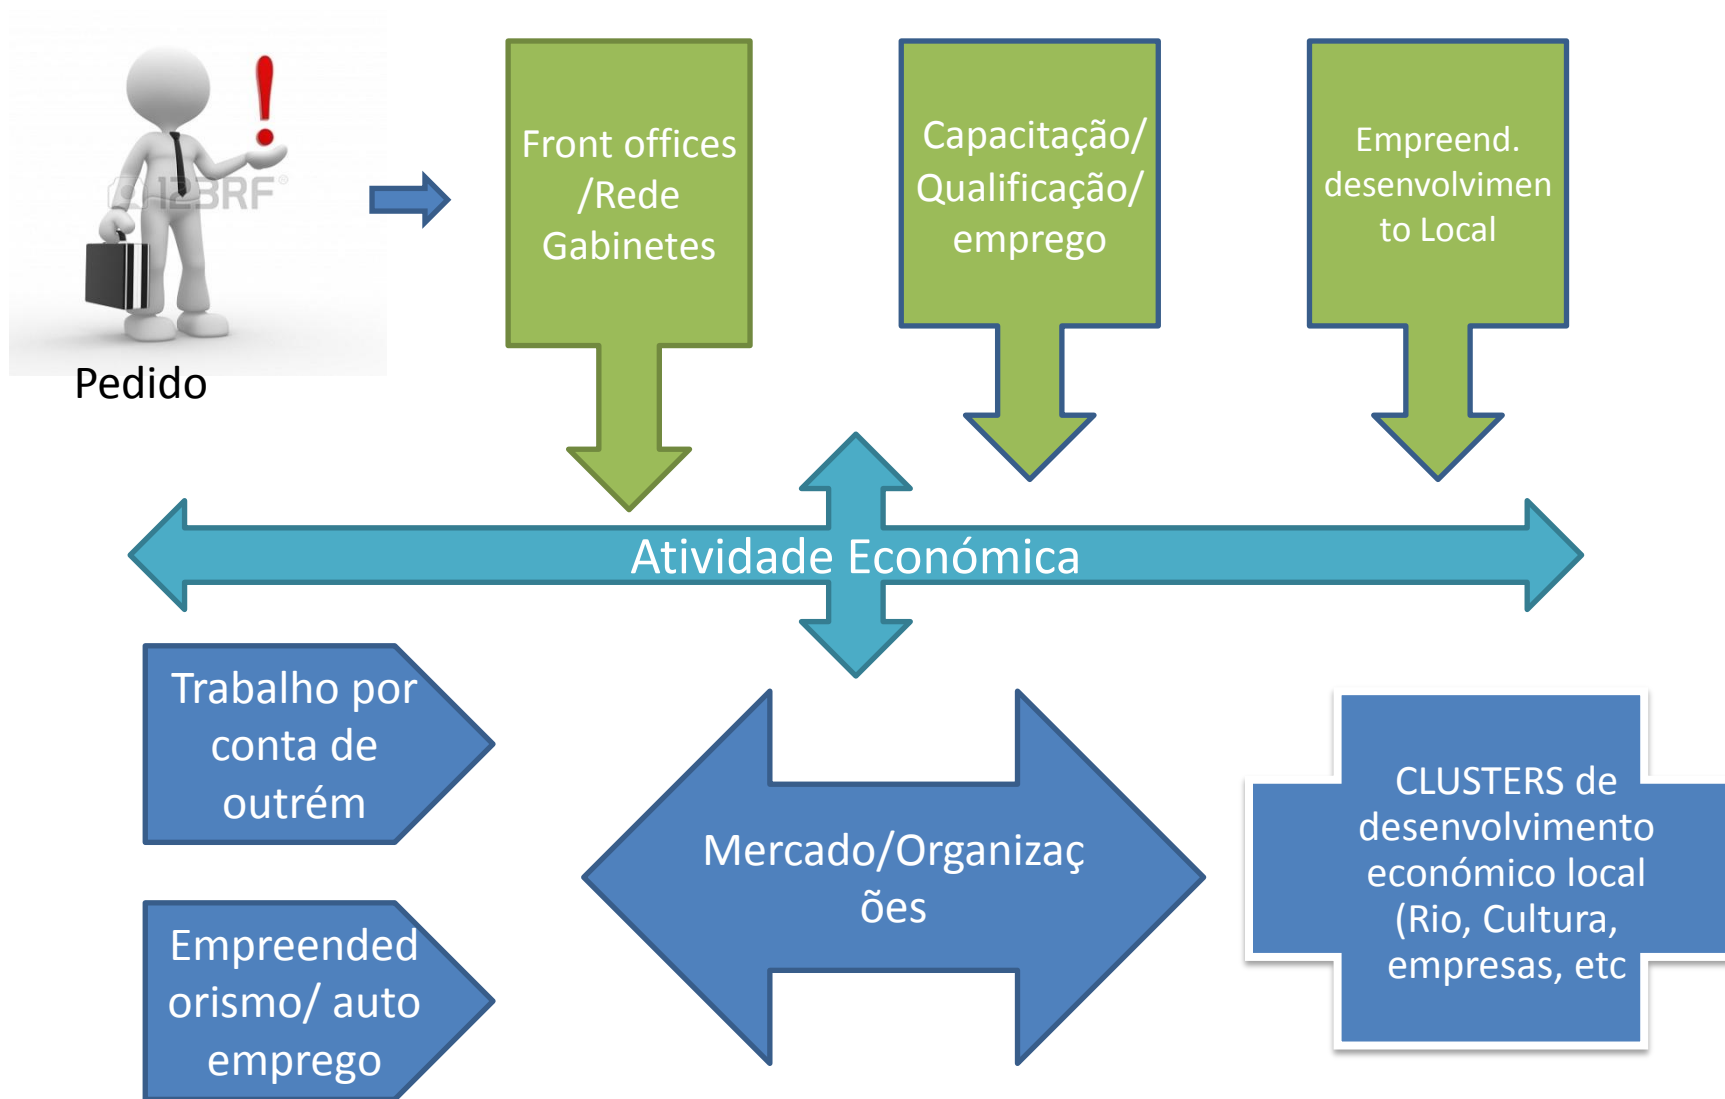 123RF®
Pedido
Front offices
/Rede
Gabinetes
Capacitação/
Qualificação/
emprego
Empreend.
desenvolvimen
to Local
Atividade Económica
Trabalho por
conta de
outrém
Empreended
orismo/ auto
emprego
Mercado/Organizaç
ões
CLUSTERS de
desenvolvimento
económico local
(Rio, Cultura,
empresas, etc